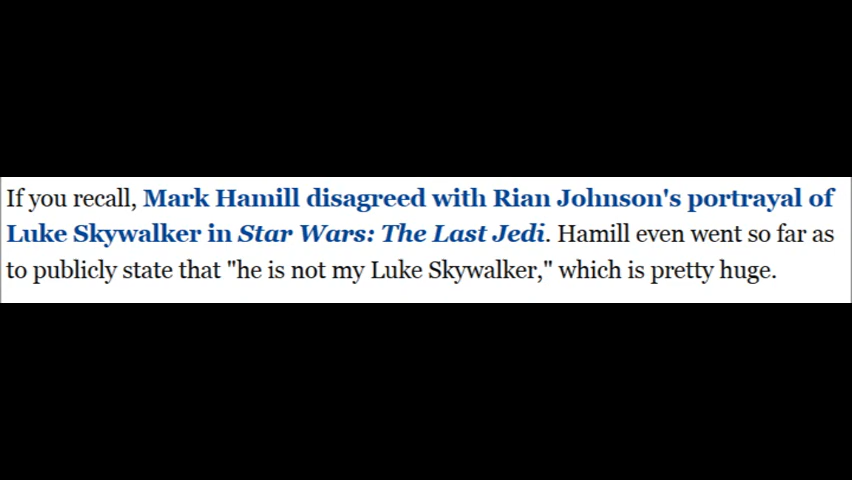 If you recall, Mark Hamill disagreed with Rian Johnson's portrayal of
Luke Skywalker in Star Wars: The Last Jedi. Hamill even went so far as
to publicly state that "he is not my Luke Skywalker," which is pretty huge.